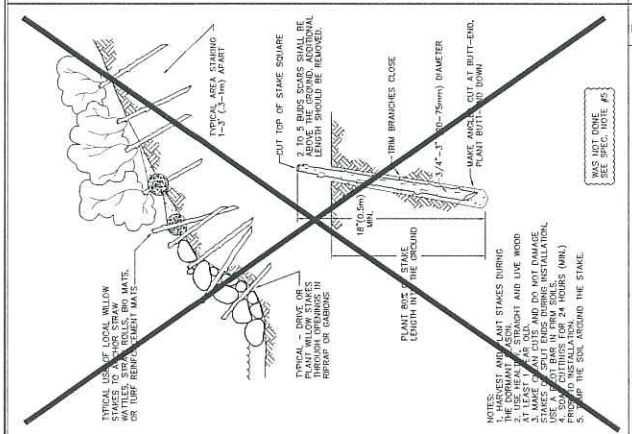 TYPICAL USE OF LOCAL WILLOW
STAKES TO ANCHOR STRAW
WATTLES, STRAW ROLLS, BIO MATS,
OR TURF REINFORCEMENT MATS
TYPICAL AREA STAKING -
1-3' (.3-1m) APART
TYPICAL - DRIVE OR
PLANT WILLOW STAKES
THROUGH OPENINGS IN
RIPRAP OR GABIONS
CUT TOP OF STAKE SQUARE
2 TO 5 BUDS SCARS SHALL BE
ABOVE THE GROUND, ADDITIONAL
LENGTH SHOULD BE REMOVED.
18"(0.5m)
MIN.
TRIM BRANCHES CLOSE
PLANT 80% OF STAKE
LENGTH INTO THE GROUND
3/4"-3" (20-75mm) DIAMETER
MAKE ANGLED CUT AT BUTT-END.
PLANT BUTT-END DOWN
NOTES:
1. HARVEST AND PLANT STAKES DURING
THE DORMANT SEASON.
2. USE HEALTHY, STRAIGHT AND LIVE WOOD
AT LEAST 1 YEAR OLD.
3. MAKE CLEAN CUTS AND DO NOT DAMAGE
STAKES OR SPLIT ENDS DURING INSTALLATION,
USE A PILOT BAR IN FIRM SOILS.
4. SOAK CUTTINGS FOR 24 HOURS (MIN.)
PRIOR TO INSTALLATION.
5. TAMP THE SOIL AROUND THE STAKE.
WAS NOT DONE
SEE SPEC. NOTE #5